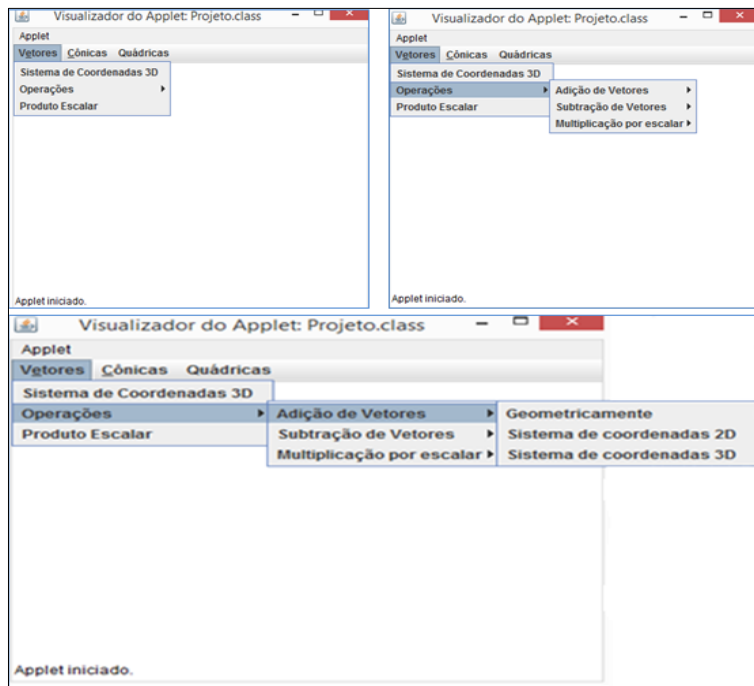 Visualizador do Applet: Projeto.class
Applet
Vetores Cônicas Quádricas
Sistema de Coordenadas 3D
Operações
Produto Escalar
Applet iniciado.
Visualizador do Applet: Projeto.class
Applet
Vetores Cônicas Quàdricas
Sistema de Coordenadas 3D
Operações Adição de Vetores
Produto Escalar Subtração de Vetores
Multiplicação por escalar
Applet iniciado.
Visualizador do Applet: Projeto.class
Applet
Vetores Cônicas Quádricas
Sistema de Coordenadas 3D
Operações Adição de Vetores Geometricamente
Produto Escalar Subtração de Vetores Sistema de coordenadas 2D
Multiplicação por escalar Sistema de coordenadas 3D
Applet iniciado.